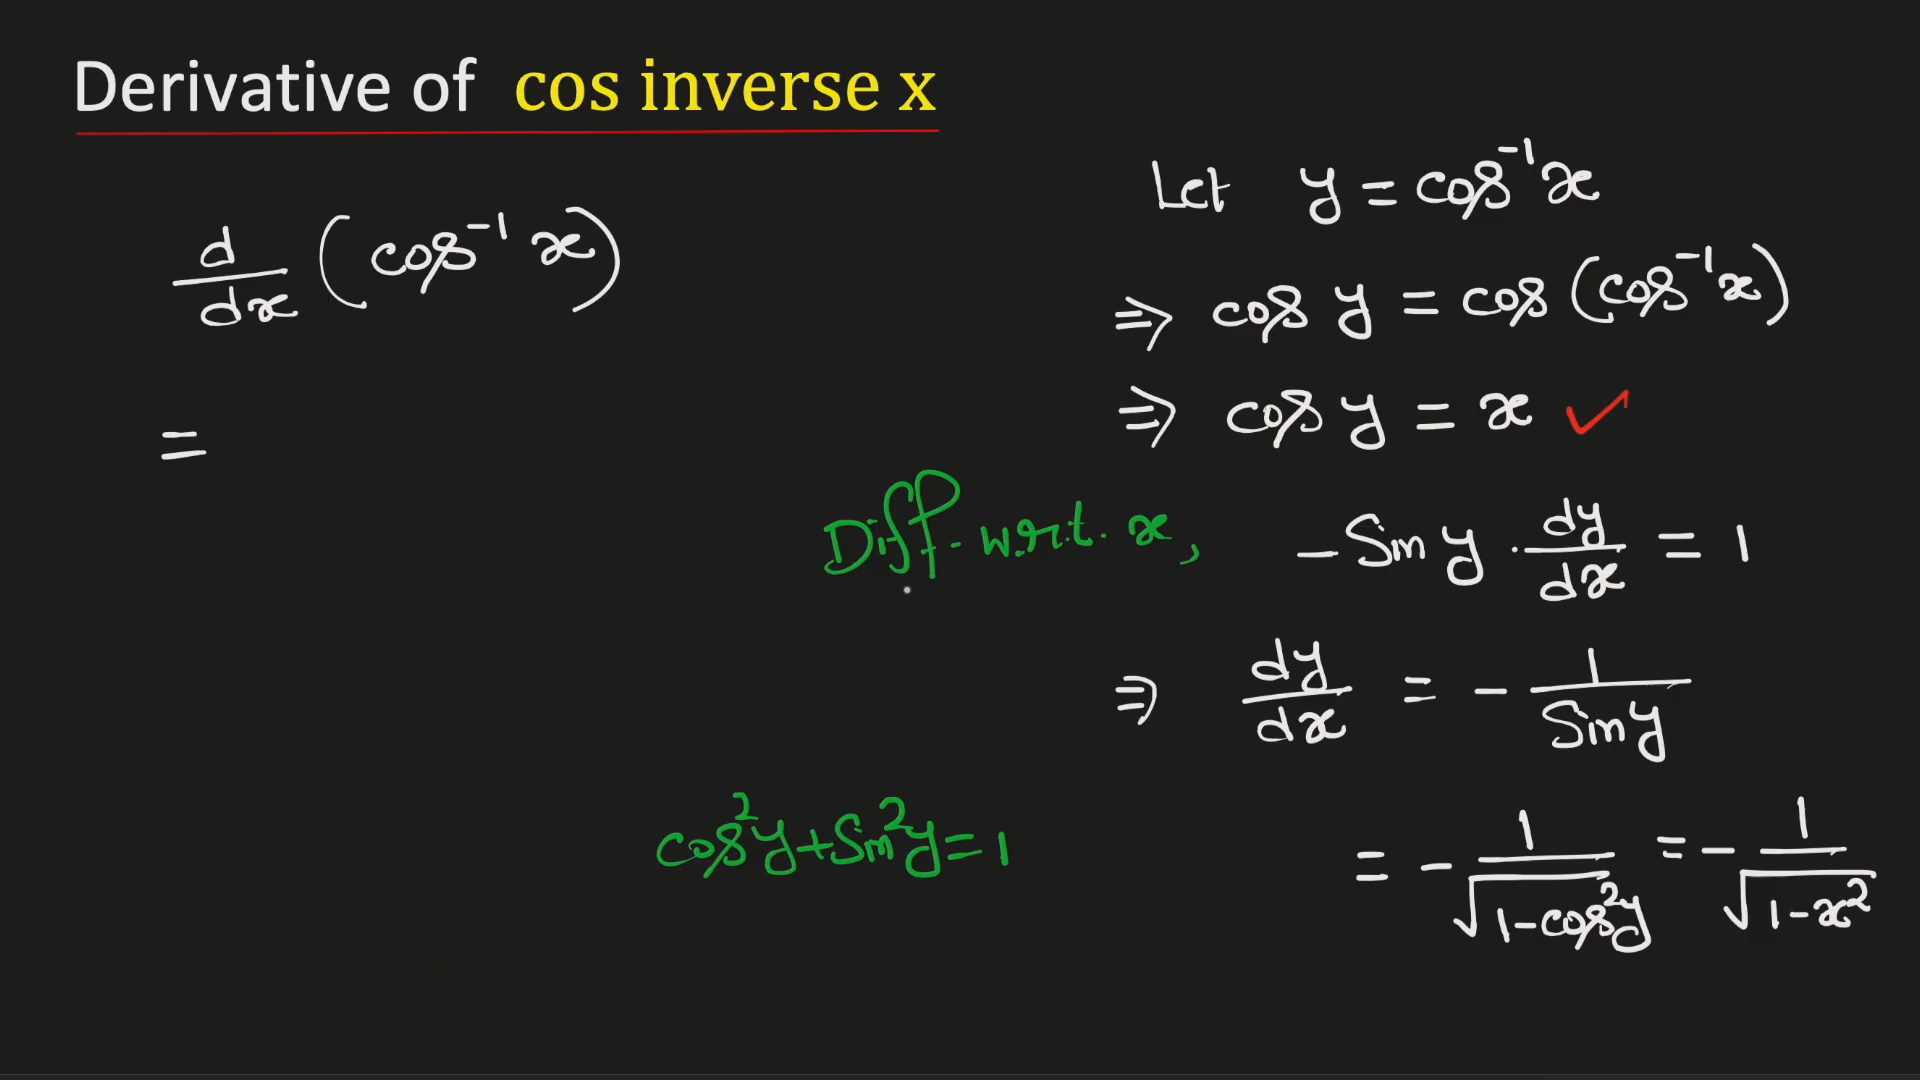 Derivative of cos inverse x
d/dx (cos⁻¹ x)
=
Let y = cos⁻¹x
⇒ cos y = cos (cos⁻¹x)
⇒ cos y = x ✓
Diff. w.r.t. x, -Sin y · dy/dx = 1
⇒ dy/dx = - 1/Sin y
cos²y + Sin²y = 1
= - 1/√(1-cos²y) = - 1/√(1-x²)